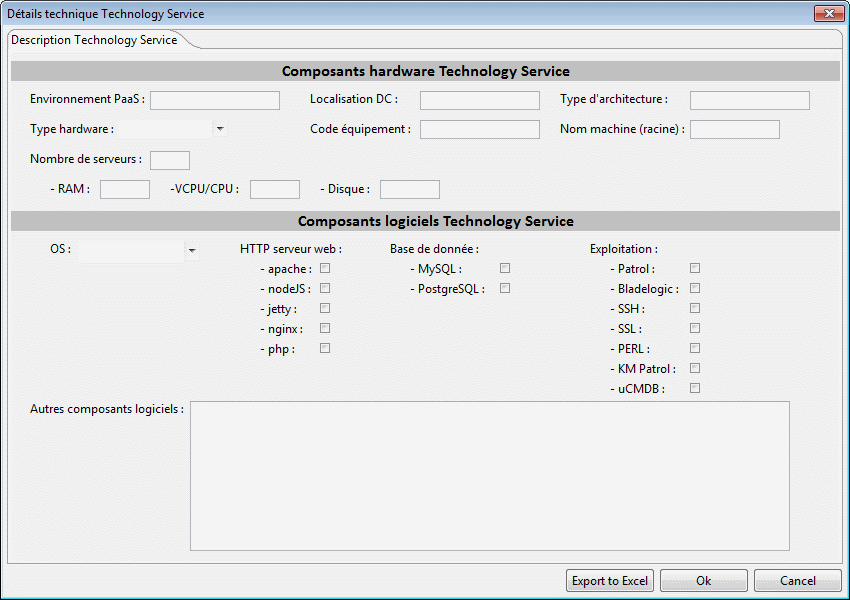 Détails technique Technology Service
Description Technology Service
Composants hardware Technology Service
Environnement PaaS : Localisation DC : Type d'architecture :
Type hardware : Code équipement : Nom machine (racine) :
Nombre de serveurs :
- RAM : -VCPU/CPU : - Disque :
Composants logiciels Technology Service
OS : HTTP serveur web : Base de donnée : Exploitation :
- apache : - MySQL : - Patrol :
- nodeJS : - PostgreSQL : - Bladelogic :
- jetty : - SSH :
- nginx : - SSL :
- php : - PERL :
- KM Patrol :
- uCMDB :
Autres composants logiciels :
Export to Excel Ok Cancel